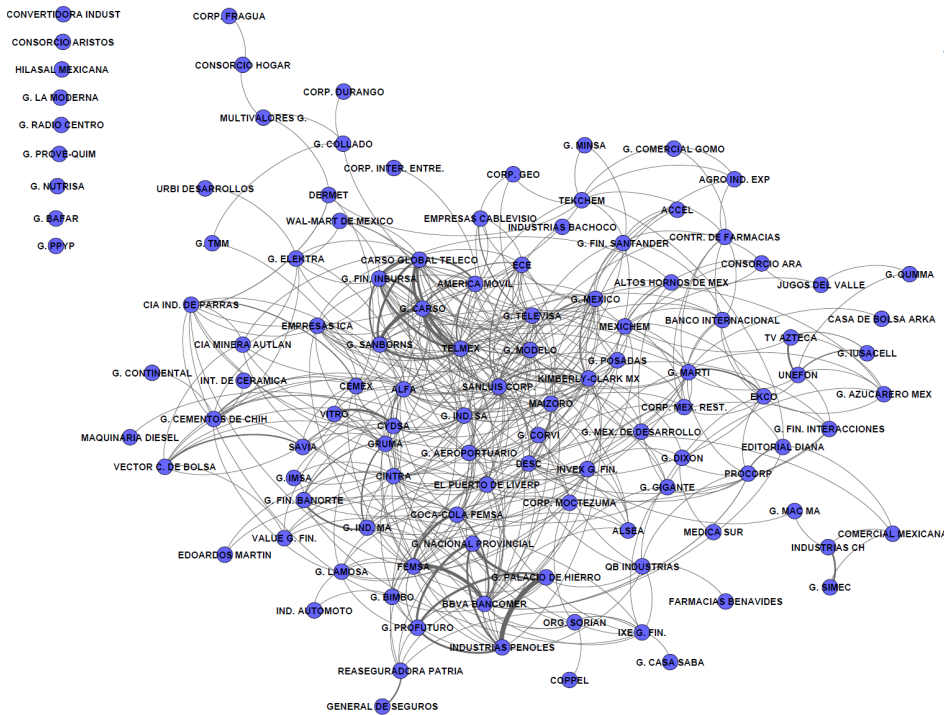 CONVERTIDORA INDUST
CORP. FRAGUA
CONSORCIO ARISTOS
CONSORCIO HOGAR
HILASAL MEXICANA
CORP. DURANGO
G. LA MODERNA
MULTIVALORES G.
G. RADIO CENTRO
G. COLLADO
G. MINSA
G. COMERCIAL GOMO
G. PROVE-QUIM
CORP. INTER. ENTRE.
CORP. GEO
AGRO IND. EXP
G. NUTRISA
URBI DESARROLLOS
DERMET
TEKCHEM
ACCEL
G. BAFAR
WAL-MART DE MEXICO
EMPRESAS CABLEVISIO
INDUSTRIAS BACHOCO
G. PPYP
G. TMM
G. FIN. SANTANDER
CONTR. DE FARMACIAS
G. ELEKTRA
CARSO GLOBAL TELECO
ECE
CONSORCIO ARA
G. FIN. INBURSA
AMERICA MOVIL
ALTOS HORNOS DE MEX
JUGOS DEL VALLE
G. QUMMA
CIA IND. DE PARRAS
G. CARSO
G. TELEVISA
G. MEXICO
EMPRESAS ICA
MEXICHEM
BANCO INTERNACIONAL
CASA DE BOLSA ARKA
CIA MINERA AUTLAN
G. SANBORNS
TELMEX
G. MODELO
TV AZTECA
G. IUSACELL
G. CONTINENTAL
INT. DE CERAMICA
G. POSADAS
G. MARTI
UNEFON
CEMEX
ALFA
SANLUIS CORP.
KIMBERLY-CLARK MX
EKCO
G. AZUCARERO MEX
G. CEMENTOS DE CHIH
VITRO
CYDSA
G. IND. SA
MAIZORO
CORP. MEX. REST.
MAQUINARIA DIESEL
SAVIA
GRUMA
G. CORVI
G. MEX. DE DESARROLLO
G. FIN. INTERACCIONES
VECTOR C. DE BOLSA
G. AEROPORTUARIO
DESC
G. DIXON
EDITORIAL DIANA
G. IMSA
CINTRA
EL PUERTO DE LIVERP
INVEX G. FIN.
G. GIGANTE
PROCORP
G. FIN. BANORTE
COCA-COLA FEMSA
CORP. MOCTEZUMA
G. MAC MA
VALUE G. FIN.
G. IND. MA
G. NACIONAL PROVINCIAL
ALSEA
MEDICA SUR
COMERCIAL MEXICANA
EDOARDOS MARTIN
INDUSTRIAS CH
G. LAMOSA
FEMSA
G. PALACIO DE HIERRO
QB INDUSTRIAS
G. SIMEC
IND. AUTOMOTO
G. BIMBO
BBVA BANCOMER
FARMACIAS BENAVIDES
G. PROFUTURO
ORG. SORIAN
IXE G. FIN.
INDUSTRIAS PENOLES
REASEGURADORA PATRIA
COPPEL
G. CASA SABA
GENERAL DE SEGUROS